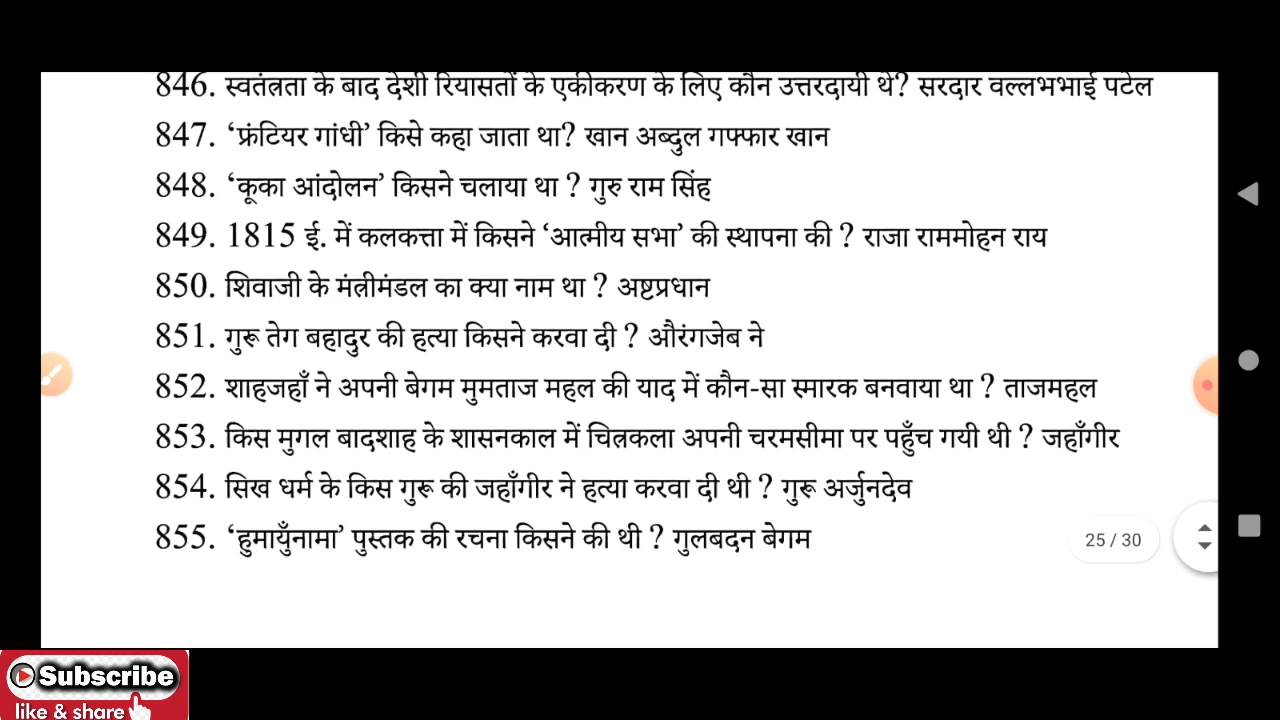 846. स्वतंत्रता के बाद देशी रियासतों के एकीकरण के लिए कौन उत्तरदायी थे? सरदार वल्लभभाई पटेल
847. ‘फ्रंटियर गांधी’ किसे कहा जाता था? खान अब्दुल गफ्फार खान
848. ‘कूका आंदोलन’ किसने चलाया था ? गुरु राम सिंह
849. 1815 ई. में कलकत्ता में किसने ‘आत्मीय सभा’ की स्थापना की ? राजा राममोहन राय
850. शिवाजी के मंत्रीमंडल का क्या नाम था ? अष्टप्रधान
851. गुरू तेग बहादुर की हत्या किसने करवा दी ? औरंगजेब ने
852. शाहजहाँ ने अपनी बेगम मुमताज महल की याद में कौन-सा स्मारक बनवाया था ? ताजमहल
853. किस मुगल बादशाह के शासनकाल में चित्रकला अपनी चरमसीमा पर पहुँच गयी थी ? जहाँगीर
854. सिख धर्म के किस गुरू की जहाँगीर ने हत्या करवा दी थी ? गुरू अर्जुनदेव
855. ‘हुमायुँनामा’ पुस्तक की रचना किसने की थी ? गुलबदन बेगम
25 / 30
Subscribe
like & share